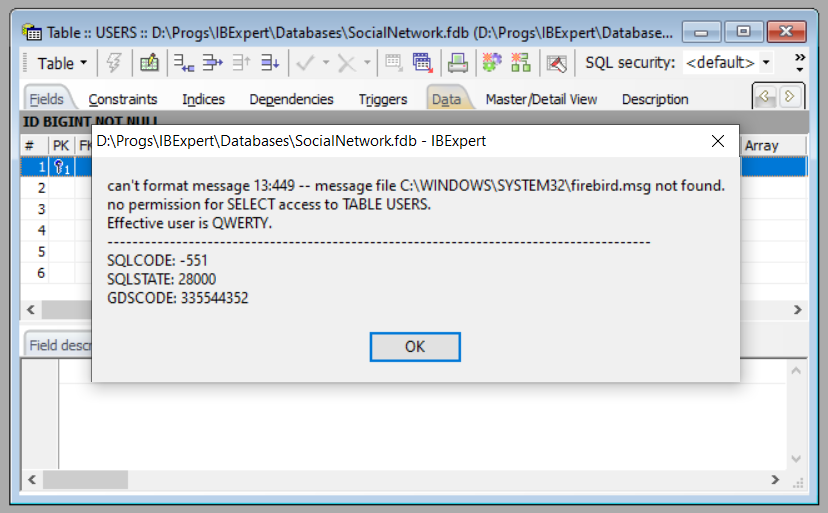 Table :: USERS :: D:\Progs\IBExpert\Databases\SocialNetwork.fdb (D:\Progs\IBExpert\Database...
Table SQL security: <default>
Fields Constraints Indices Dependencies Triggers Data Master/Detail View Description
ID BIGINT NOT NULL
# PK FK Array
D:\Progs\IBExpert\Databases\SocialNetwork.fdb - IBExpert
can't format message 13:449 -- message file C:\WINDOWS\SYSTEM32\firebird.msg not found.
no permission for SELECT access to TABLE USERS.
Effective user is QWERTY.
---------------------------------------------------------------------------------------
SQLCODE: -551
SQLSTATE: 28000
GDSCODE: 335544352
OK
1 1
2
3
4
5
6
Field descr